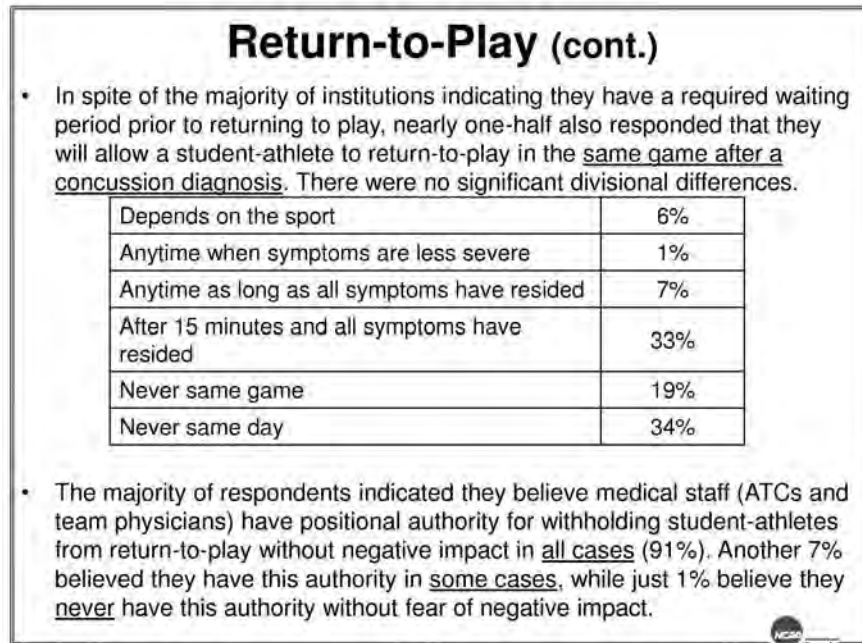 Return-to-Play (cont.)
• In spite of the majority of institutions indicating they have a required waiting
period prior to returning to play, nearly one-half also responded that they
will allow a student-athlete to return-to-play in the same game after a
concussion diagnosis. There were no significant divisional differences.
Depends on the sport 6%
Anytime when symptoms are less severe 1%
Anytime as long as all symptoms have resided 7%
After 15 minutes and all symptoms have
resided 33%
Never same game 19%
Never same day 34%
• The majority of respondents indicated they believe medical staff (ATCs and
team physicians) have positional authority for withholding student-athletes
from return-to-play without negative impact in all cases (91%). Another 7%
believed they have this authority in some cases, while just 1% believe they
never have this authority without fear of negative impact.
NCAA